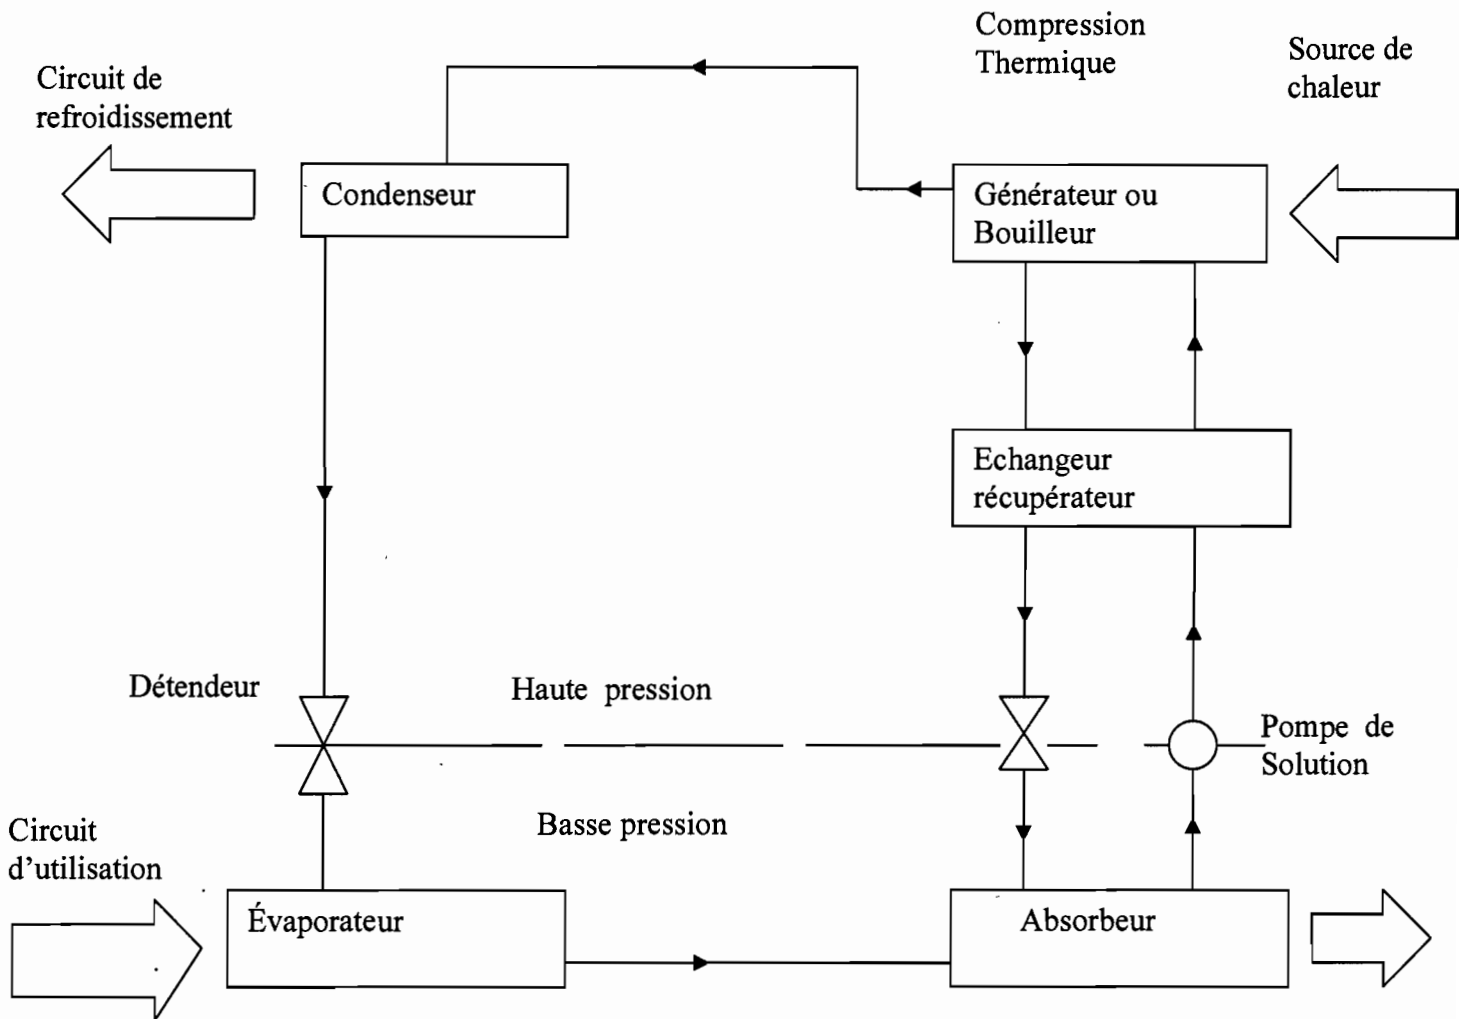 Compression
Thermique
Source de
chaleur
Circuit de
refroidissement
Condenseur
Générateur ou
Bouilleur
Echangeur
récupérateur
Détendeur
Haute pression
Pompe de
Solution
Basse pression
Circuit
d’utilisation
Évaporateur
Absorbeur